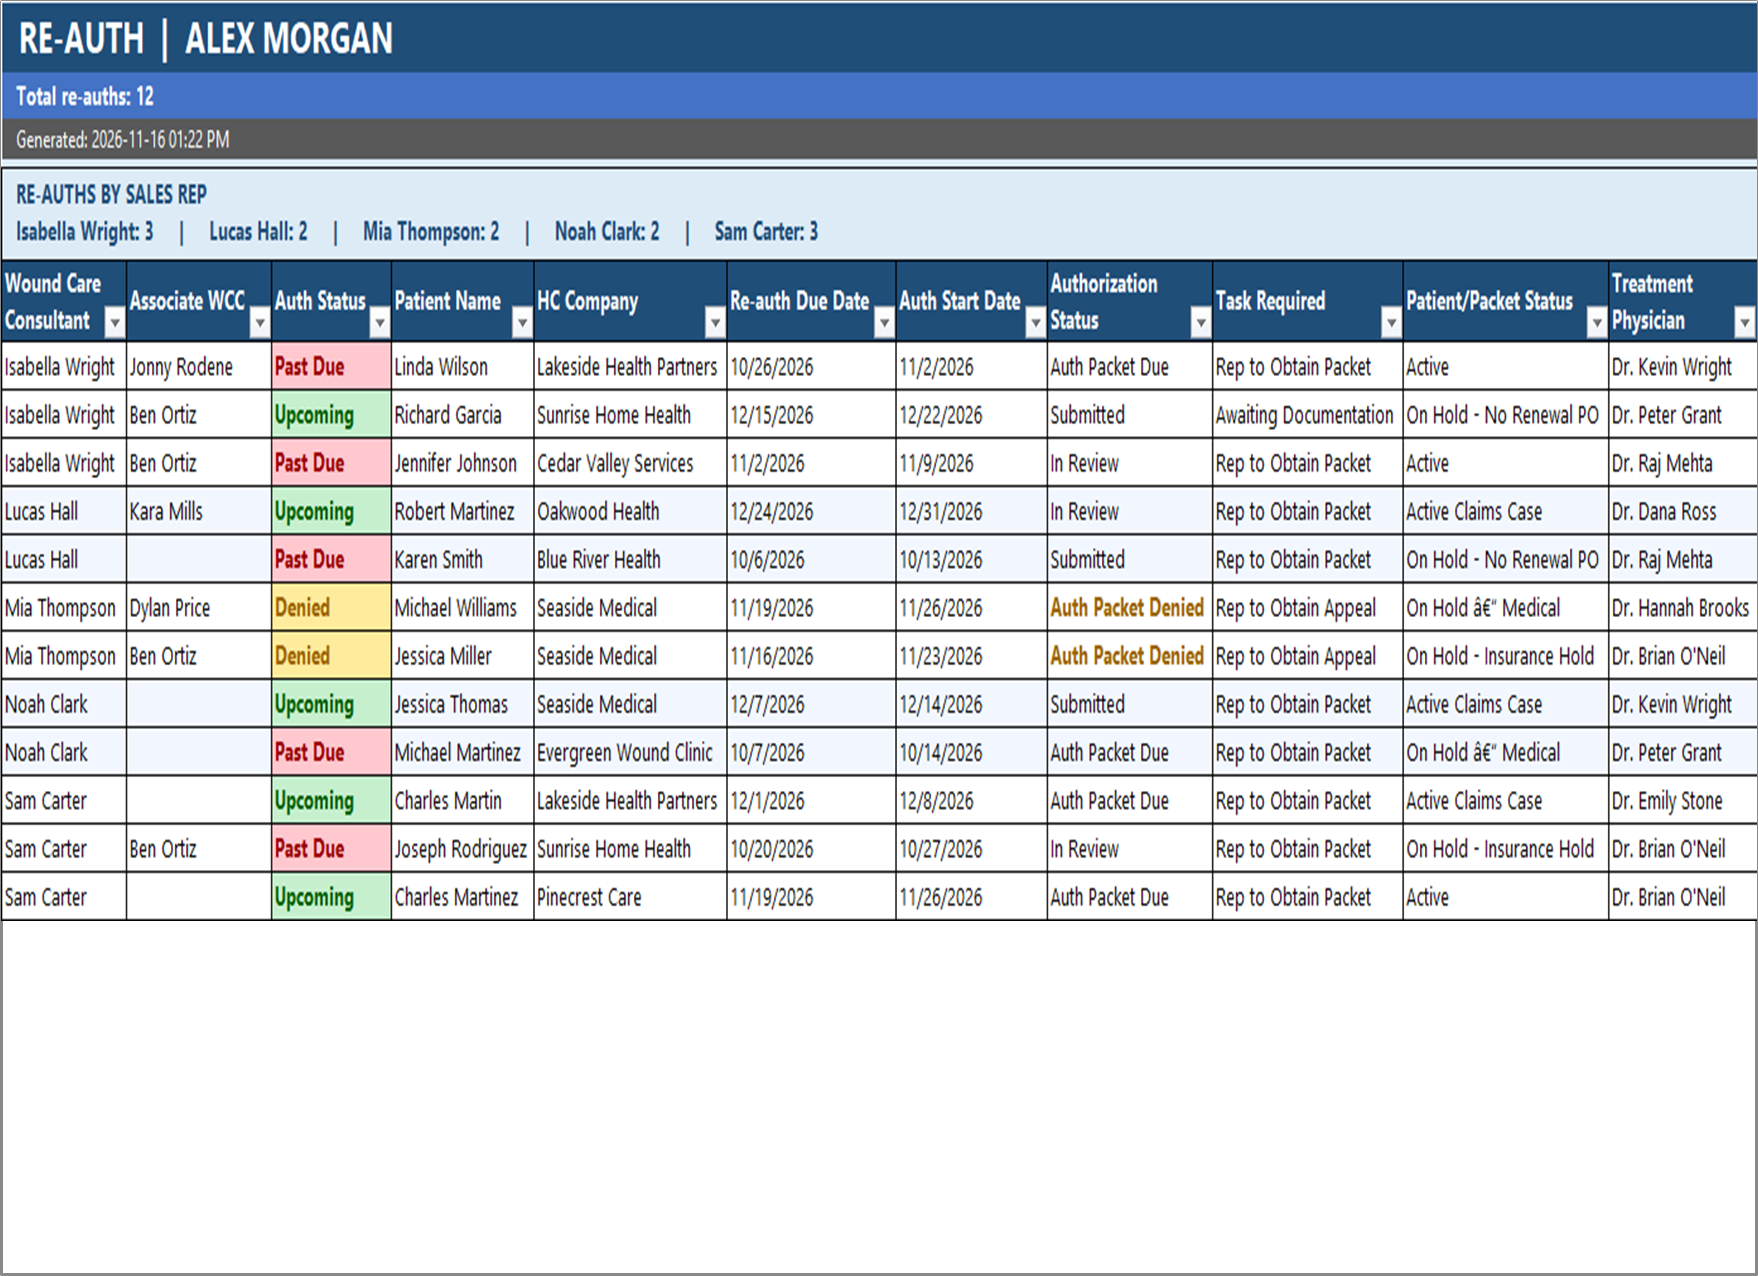 RE-AUTH | ALEX MORGAN
Total re-auths: 12
Generated: 2026-11-16 01:22 PM
RE-AUTHS BY SALES REP
Isabella Wright: 3 | Lucas Hall: 2 | Mia Thompson: 2 | Noah Clark: 2 | Sam Carter: 3
Wound Care Consultant Associate WCC Auth Status Patient Name HC Company Re-auth Due Date Auth Start Date Authorization Status Task Required Patient/Packet Status Treatment Physician
Isabella Wright Jonny Rodene Past Due Linda Wilson Lakeside Health Partners 10/26/2026 11/2/2026 Auth Packet Due Rep to Obtain Packet Active Dr. Kevin Wright
Isabella Wright Ben Ortiz Upcoming Richard Garcia Sunrise Home Health 12/15/2026 12/22/2026 Submitted Awaiting Documentation On Hold - No Renewal PO Dr. Peter Grant
Isabella Wright Ben Ortiz Past Due Jennifer Johnson Cedar Valley Services 11/2/2026 11/9/2026 In Review Rep to Obtain Packet Active Dr. Raj Mehta
Lucas Hall Kara Mills Upcoming Robert Martinez Oakwood Health 12/24/2026 12/31/2026 In Review Rep to Obtain Packet Active Claims Case Dr. Dana Ross
Lucas Hall Past Due Karen Smith Blue River Health 10/6/2026 10/13/2026 Submitted Rep to Obtain Packet On Hold - No Renewal PO Dr. Raj Mehta
Mia Thompson Dylan Price Denied Michael Williams Seaside Medical 11/19/2026 11/26/2026 Auth Packet Denied Rep to Obtain Appeal On Hold â€“ Medical Dr. Hannah Brooks
Mia Thompson Ben Ortiz Denied Jessica Miller Seaside Medical 11/16/2026 11/23/2026 Auth Packet Denied Rep to Obtain Appeal On Hold - Insurance Hold Dr. Brian O'Neil
Noah Clark Upcoming Jessica Thomas Seaside Medical 12/7/2026 12/14/2026 Submitted Rep to Obtain Packet Active Claims Case Dr. Kevin Wright
Noah Clark Past Due Michael Martinez Evergreen Wound Clinic 10/7/2026 10/14/2026 Auth Packet Due Rep to Obtain Packet On Hold â€“ Medical Dr. Peter Grant
Sam Carter Upcoming Charles Martin Lakeside Health Partners 12/1/2026 12/8/2026 Auth Packet Due Rep to Obtain Packet Active Claims Case Dr. Emily Stone
Sam Carter Ben Ortiz Past Due Joseph Rodriguez Sunrise Home Health 10/20/2026 10/27/2026 In Review Rep to Obtain Packet On Hold - Insurance Hold Dr. Brian O'Neil
Sam Carter Upcoming Charles Martinez Pinecrest Care 11/19/2026 11/26/2026 Auth Packet Due Rep to Obtain Packet Active Dr. Brian O'Neil